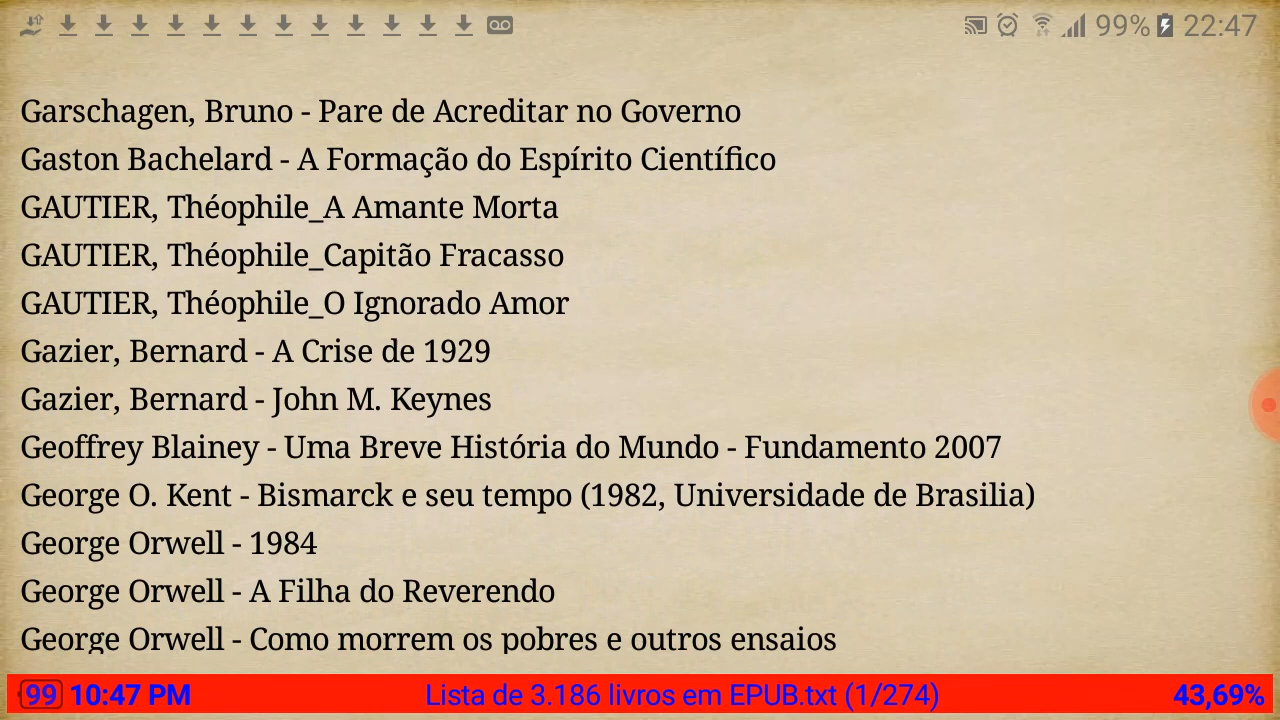 99% 22:47
Garschagen, Bruno - Pare de Acreditar no Governo
Gaston Bachelard - A Formação do Espírito Científico
GAUTIER, Théophile_A Amante Morta
GAUTIER, Théophile_Capitão Fracasso
GAUTIER, Théophile_O Ignorado Amor
Gazier, Bernard - A Crise de 1929
Gazier, Bernard - John M. Keynes
Geoffrey Blainey - Uma Breve História do Mundo - Fundamento 2007
George O. Kent - Bismarck e seu tempo (1982, Universidade de Brasilia)
George Orwell - 1984
George Orwell - A Filha do Reverendo
George Orwell - Como morrem os pobres e outros ensaios
99 10:47 PM Lista de 3.186 livros em EPUB.txt (1/274) 43,69%